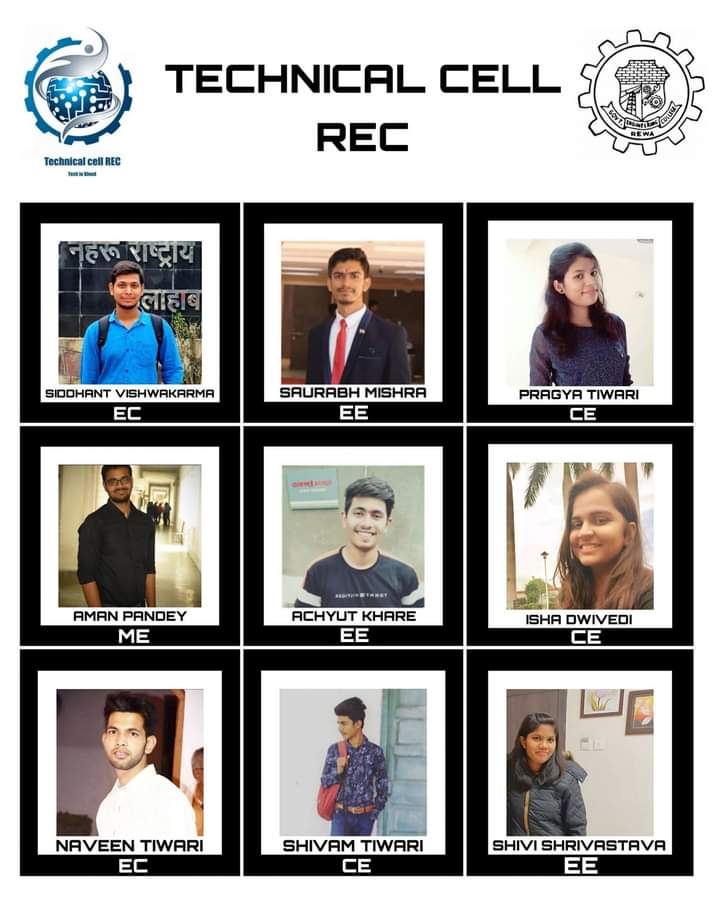 TECHNICAL CELL
REC
Technical cell REC
Tech In Blood
GOVT. ENGINEERING COLLEGE
REWA
नेहरू राष्ट्रीय
लाहाब
SIDDHANT VISHWAKARMA
EC
SAURABH MISHRA
EE
PRAGYA TIWARI
CE
AMAN PANDEY
ME
ACHYUT KHARE
EE
ISHA DWIVEDI
CE
NAVEEN TIWARI
EC
SHIVAM TIWARI
CE
SHIVI SHRIVASTAVA
EE